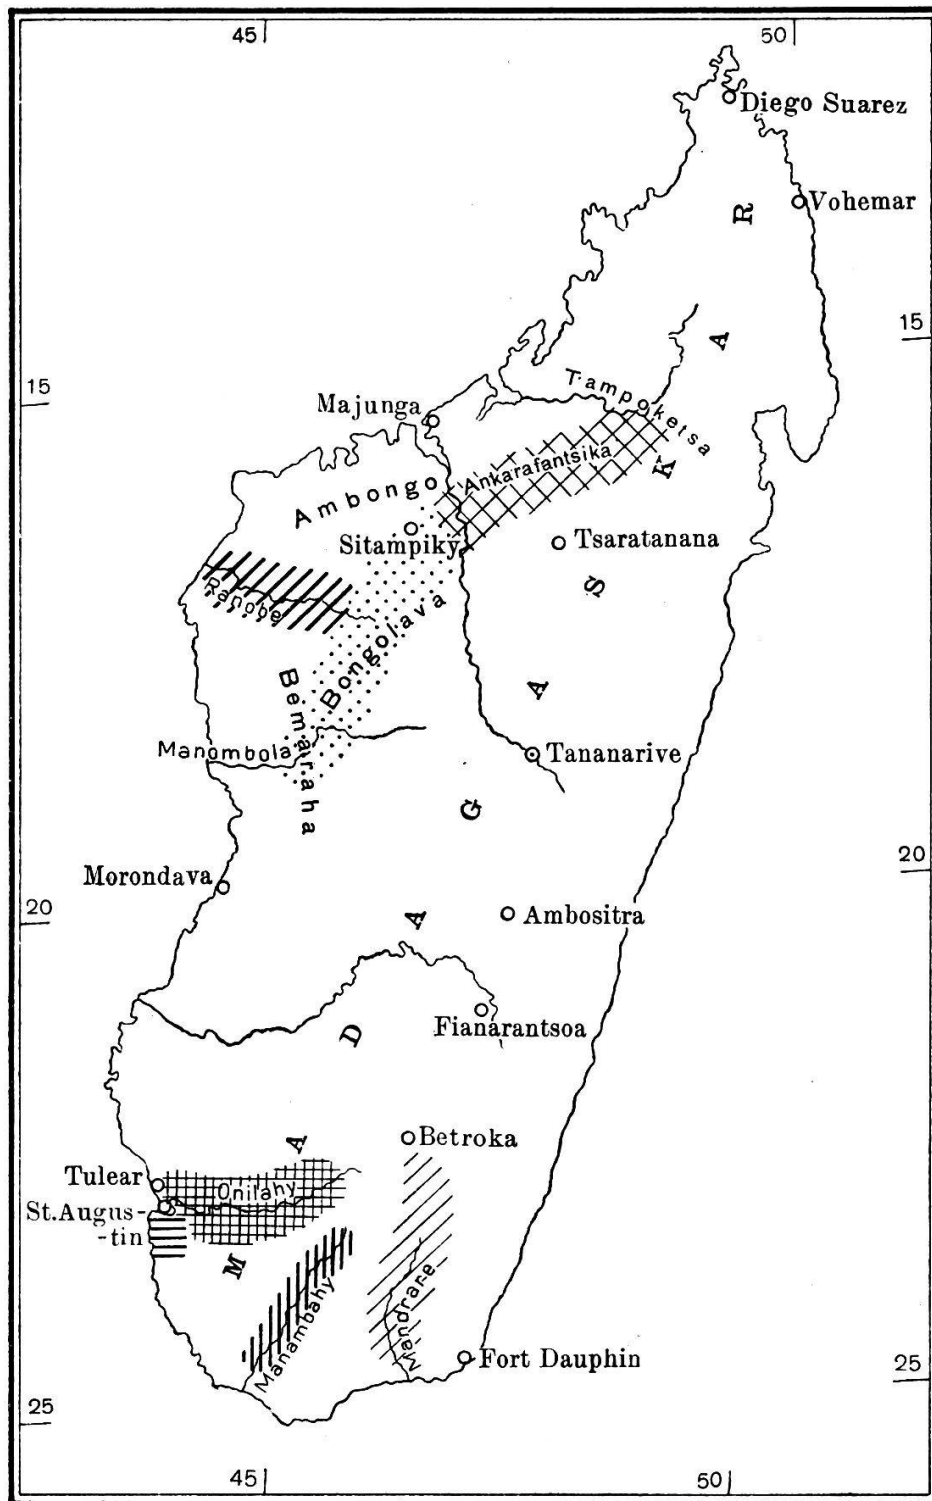 45
50
Diego Suarez
Vohemar
15
15
Tampoketsa
Majunga
Ankarafantsika
Ambongo
Sitampiky
Tsaratanana
Ranobe
Bongolava
Bemaraha
Manombola
Tananarive
20
Morondava
Ambositra
20
Fianarantsoa
Betroka
Tulear
Onilahy
St.Augus-
-tin
Manambahy
Mandrare
Fort Dauphin
25
25
45
50
MADAGASKAR